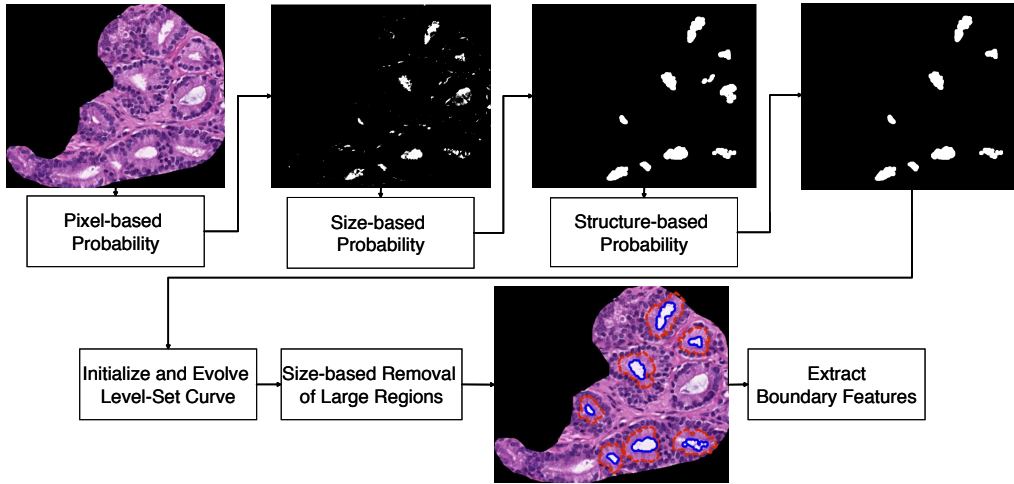 Pixel-based
Probability
Size-based
Probability
Structure-based
Probability
Initialize and Evolve
Level-Set Curve
Size-based Removal
of Large Regions
Extract
Boundary Features